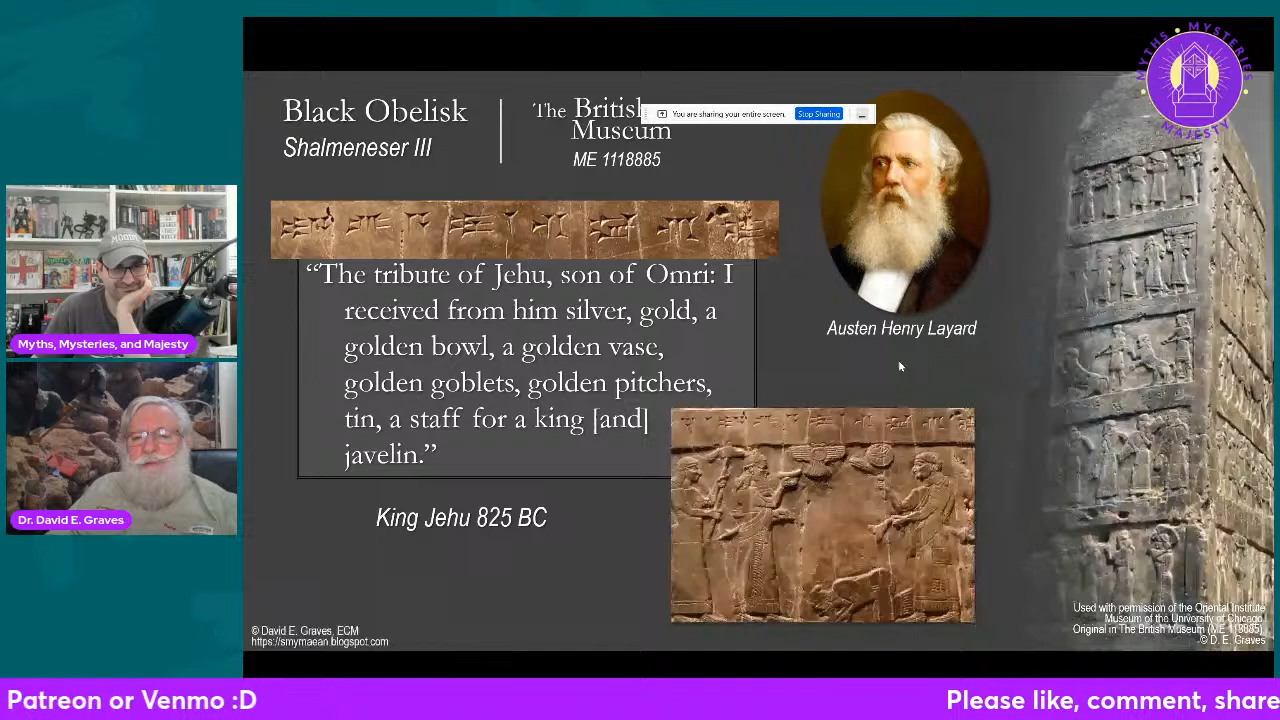 MYTHS • MYSTERIES
MAJESTY
Black Obelisk
Shalmeneser III
The British
Museum
ME 1118885
You are sharing your entire screen.
Stop Sharing
“The tribute of Jehu, son of Omri: I
received from him silver, gold, a
golden bowl, a golden vase,
golden goblets, golden pitchers,
tin, a staff for a king [and]
javelin.”
King Jehu 825 BC
Austen Henry Layard
MOODY
Myths, Mysteries, and Majesty
Dr. David E. Graves
© David E. Graves, ECM
https://smyrnaean.blogspot.com
Used with permission of the Oriental Institute
Museum of the University of Chicago.
Original in The British Museum (ME 118885)
© D. E. Graves
Patreon or Venmo :D
Please like, comment, share